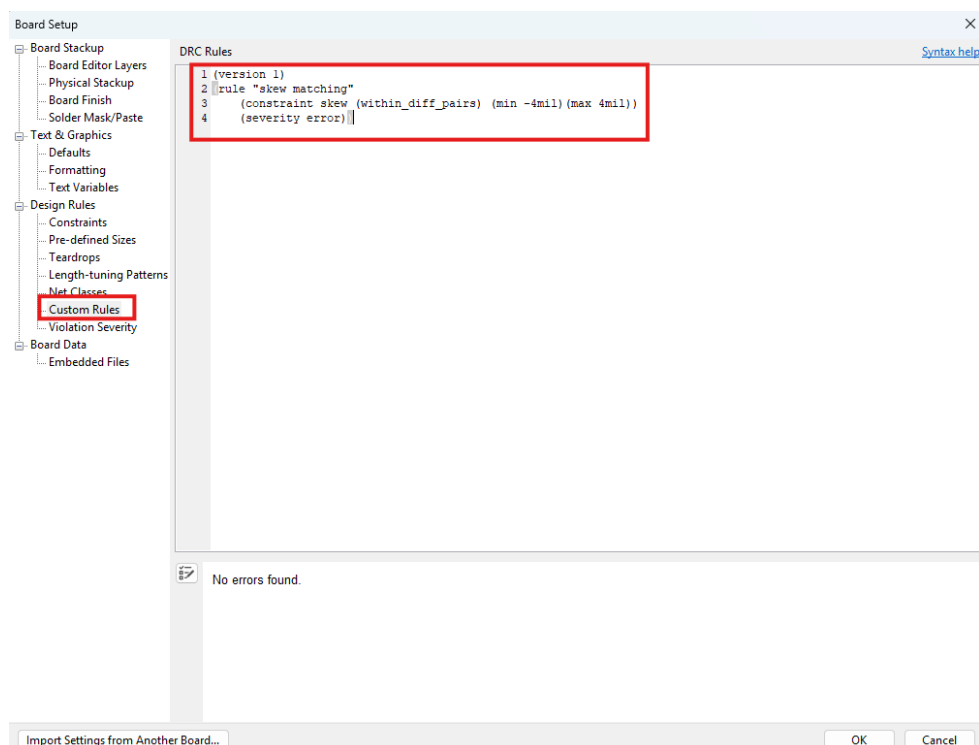 Board Setup
Board Stackup
Board Editor Layers
Physical Stackup
Board Finish
Solder Mask/Paste
Text & Graphics
Defaults
Formatting
Text Variables
Design Rules
Constraints
Pre-defined Sizes
Teardrops
Length-tuning Patterns
Net Classes
Custom Rules
Violation Severity
Board Data
Embedded Files
DRC Rules
Syntax help
1 (version 1)
2 (rule "skew matching"
3 (constraint skew (within_diff_pairs) (min -4mil)(max 4mil))
4 (severity error))
No errors found.
Import Settings from Another Board...
OK
Cancel